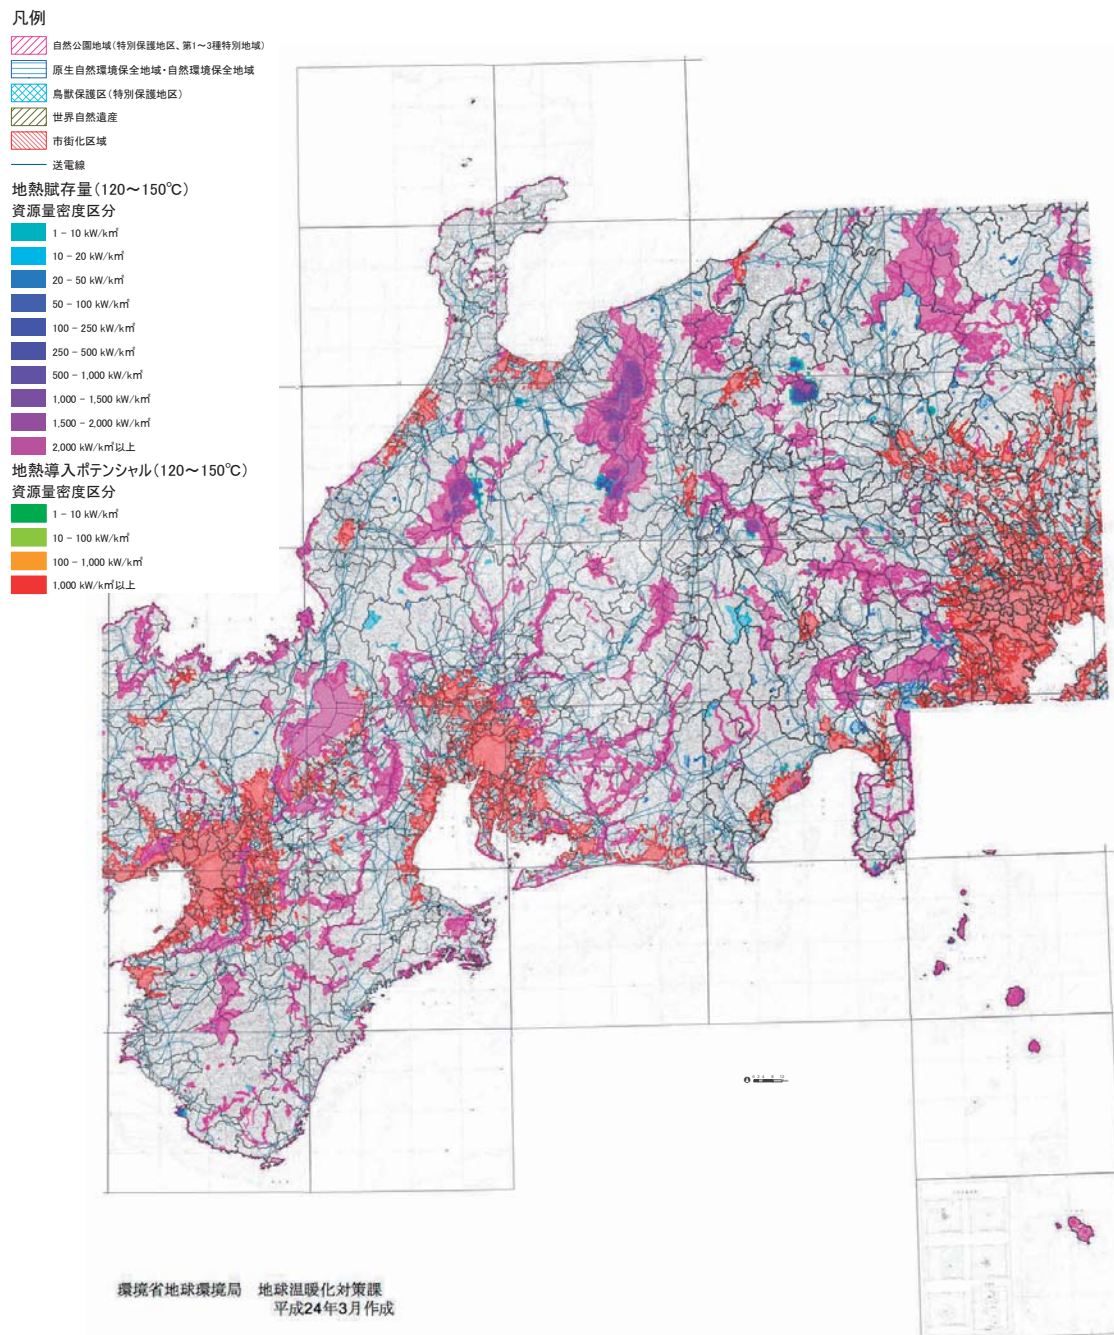 凡例
自然公園地域(特別保護地区、第1～3種特別地域)
原生自然環境保全地域・自然環境保全地域
鳥獣保護区(特別保護地区)
世界自然遺産
市街化区域
送電線
地熱賦存量(120～150℃)
資源量密度区分
1 - 10 kW/k㎡
10 - 20 kW/k㎡
20 - 50 kW/k㎡
50 - 100 kW/k㎡
100 - 250 kW/k㎡
250 - 500 kW/k㎡
500 - 1,000 kW/k㎡
1,000 - 1,500 kW/k㎡
1,500 - 2,000 kW/k㎡
2,000 kW/k㎡以上
地熱導入ポテンシャル(120～150℃)
資源量密度区分
1 - 10 kW/k㎡
10 - 100 kW/k㎡
100 - 1,000 kW/k㎡
1,000 kW/k㎡以上
環境省地球環境局 地球温暖化対策課
平成24年3月作成